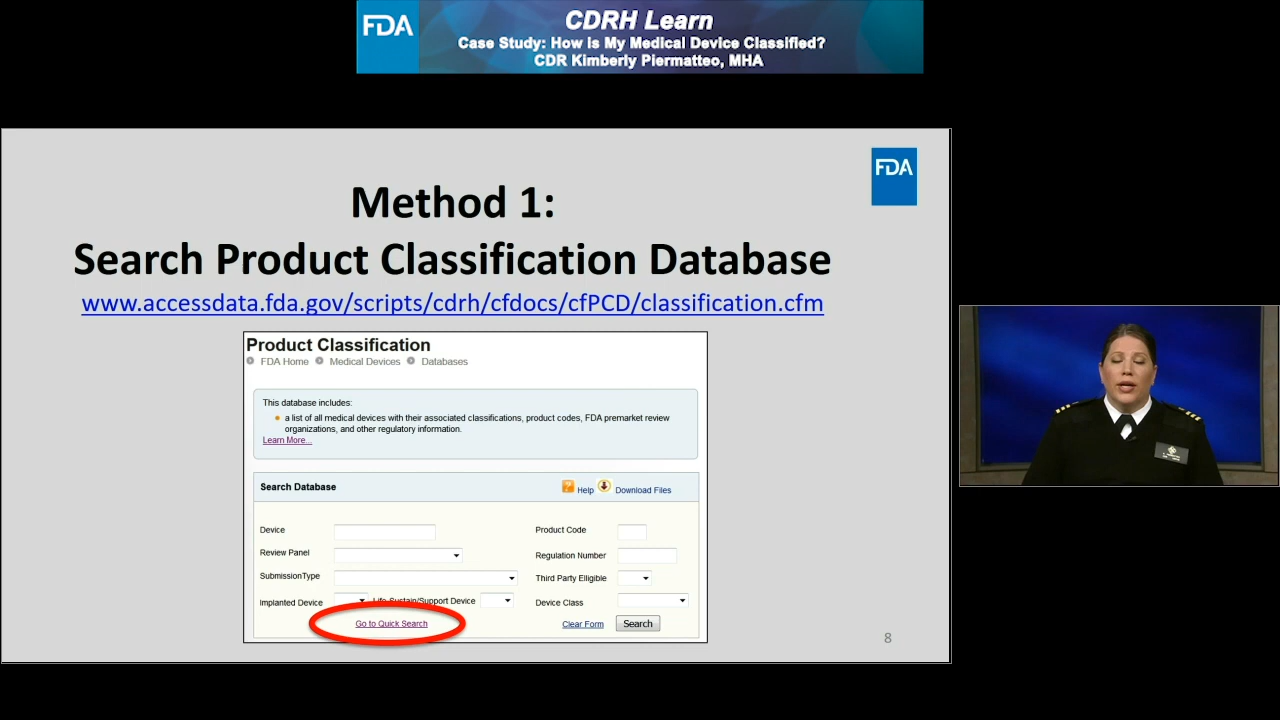 FDA
CDRH Learn
Case Study: How is My Medical Device Classified?
CDR Kimberly Piermatteo, MHA
FDA
Method 1:
Search Product Classification Database
www.accessdata.fda.gov/scripts/cdrh/cfdocs/cfPCD/classification.cfm
Product Classification
FDA Home Medical Devices Databases
This database includes:
a list of all medical devices with their associated classifications, product codes, FDA premarket review
organizations, and other regulatory information.
Learn More...
Search Database Help Download Files
Device Product Code
Review Panel Regulation Number
SubmissionType Third Party Elligible
Implanted Device Life-Sustain/Support Device Device Class
Go to Quick Search Clear Form Search
8